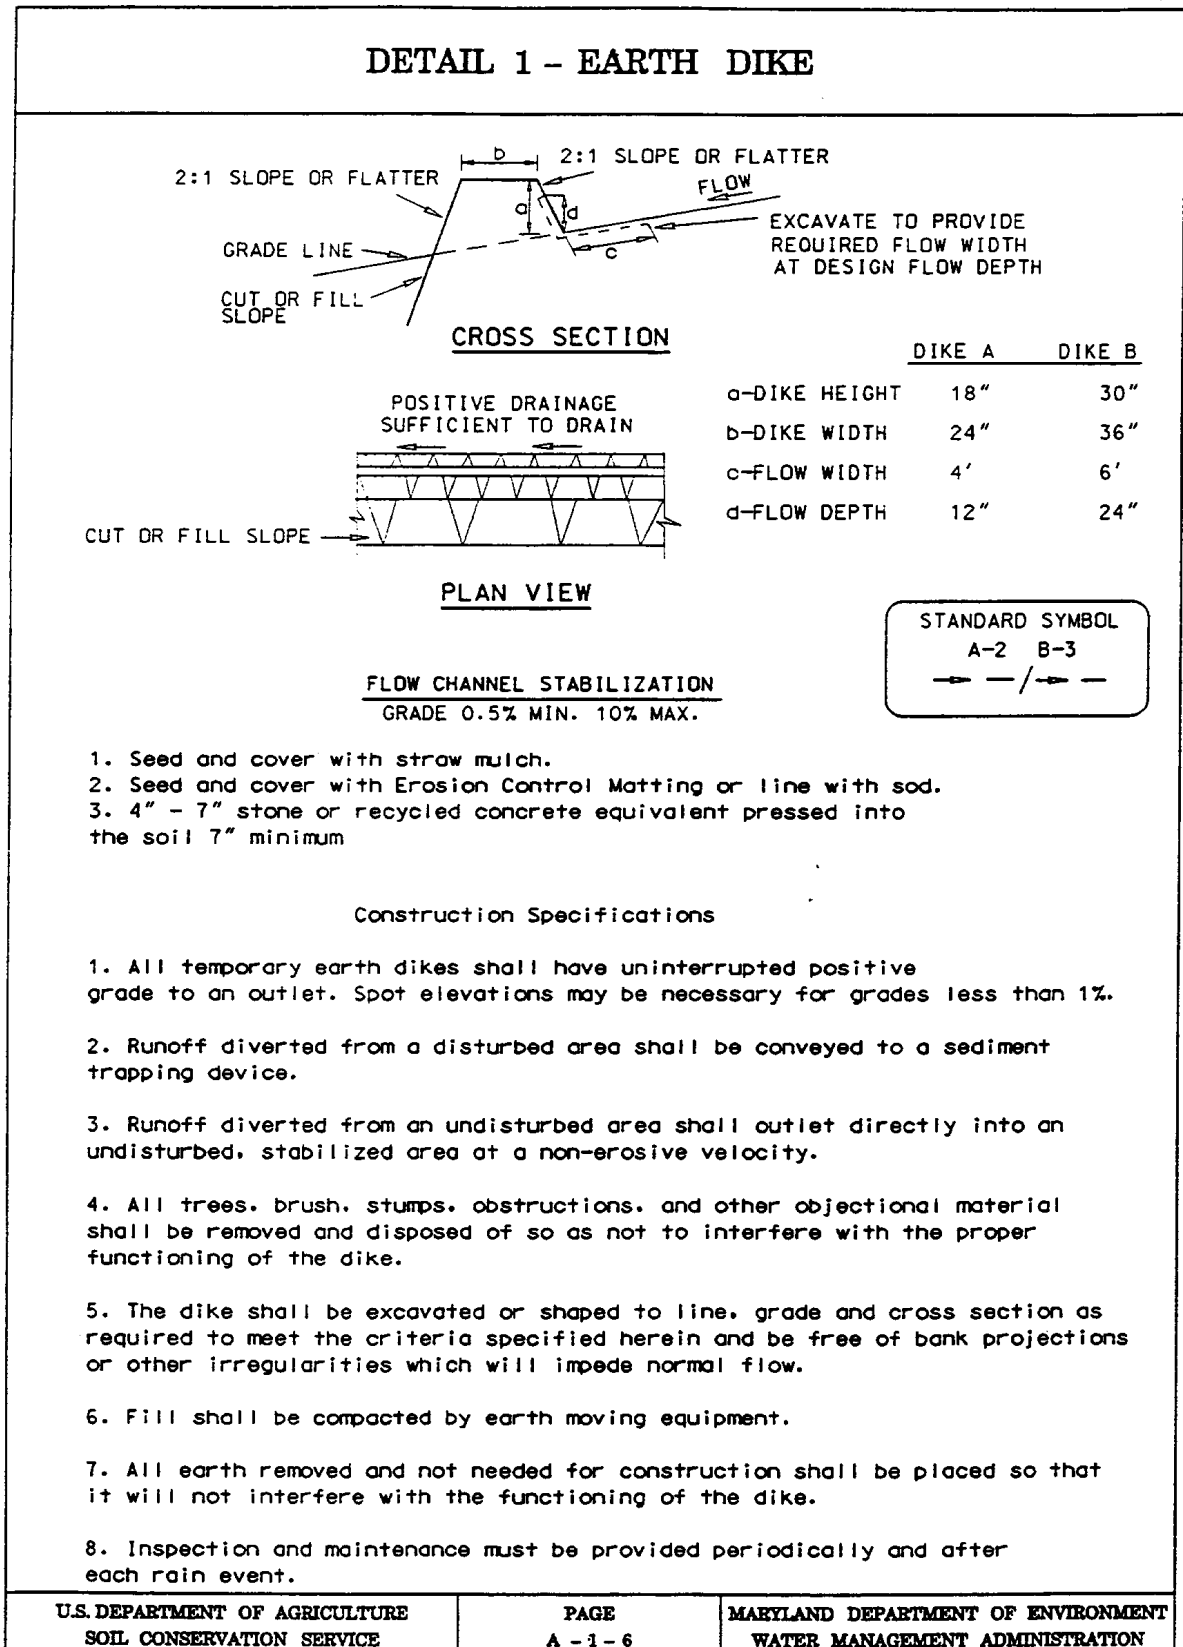 DETAIL 1 - EARTH DIKE
b
2:1 SLOPE OR FLATTER
2:1 SLOPE OR FLATTER
FLOW
a
d
EXCAVATE TO PROVIDE
REQUIRED FLOW WIDTH
AT DESIGN FLOW DEPTH
GRADE LINE
c
CUT OR FILL
SLOPE
CROSS SECTION
DIKE A DIKE B
a-DIKE HEIGHT 18" 30"
b-DIKE WIDTH 24" 36"
c-FLOW WIDTH 4' 6'
d-FLOW DEPTH 12" 24"
POSITIVE DRAINAGE
SUFFICIENT TO DRAIN
CUT OR FILL SLOPE
PLAN VIEW
STANDARD SYMBOL
A-2 B-3
/
FLOW CHANNEL STABILIZATION
GRADE 0.5% MIN. 10% MAX.
1. Seed and cover with straw mulch.
2. Seed and cover with Erosion Control Matting or line with sod.
3. 4" - 7" stone or recycled concrete equivalent pressed into
the soil 7" minimum
Construction Specifications
1. All temporary earth dikes shall have uninterrupted positive
grade to an outlet. Spot elevations may be necessary for grades less than 1%.
2. Runoff diverted from a disturbed area shall be conveyed to a sediment
trapping device.
3. Runoff diverted from an undisturbed area shall outlet directly into an
undisturbed, stabilized area at a non-erosive velocity.
4. All trees, brush, stumps, obstructions, and other objectional material
shall be removed and disposed of so as not to interfere with the proper
functioning of the dike.
5. The dike shall be excavated or shaped to line, grade and cross section as
required to meet the criteria specified herein and be free of bank projections
or other irregularities which will impede normal flow.
6. Fill shall be compacted by earth moving equipment.
7. All earth removed and not needed for construction shall be placed so that
it will not interfere with the functioning of the dike.
8. Inspection and maintenance must be provided periodically and after
each rain event.
U.S. DEPARTMENT OF AGRICULTURE
SOIL CONSERVATION SERVICE
PAGE
A - 1 - 6
MARYLAND DEPARTMENT OF ENVIRONMENT
WATER MANAGEMENT ADMINISTRATION